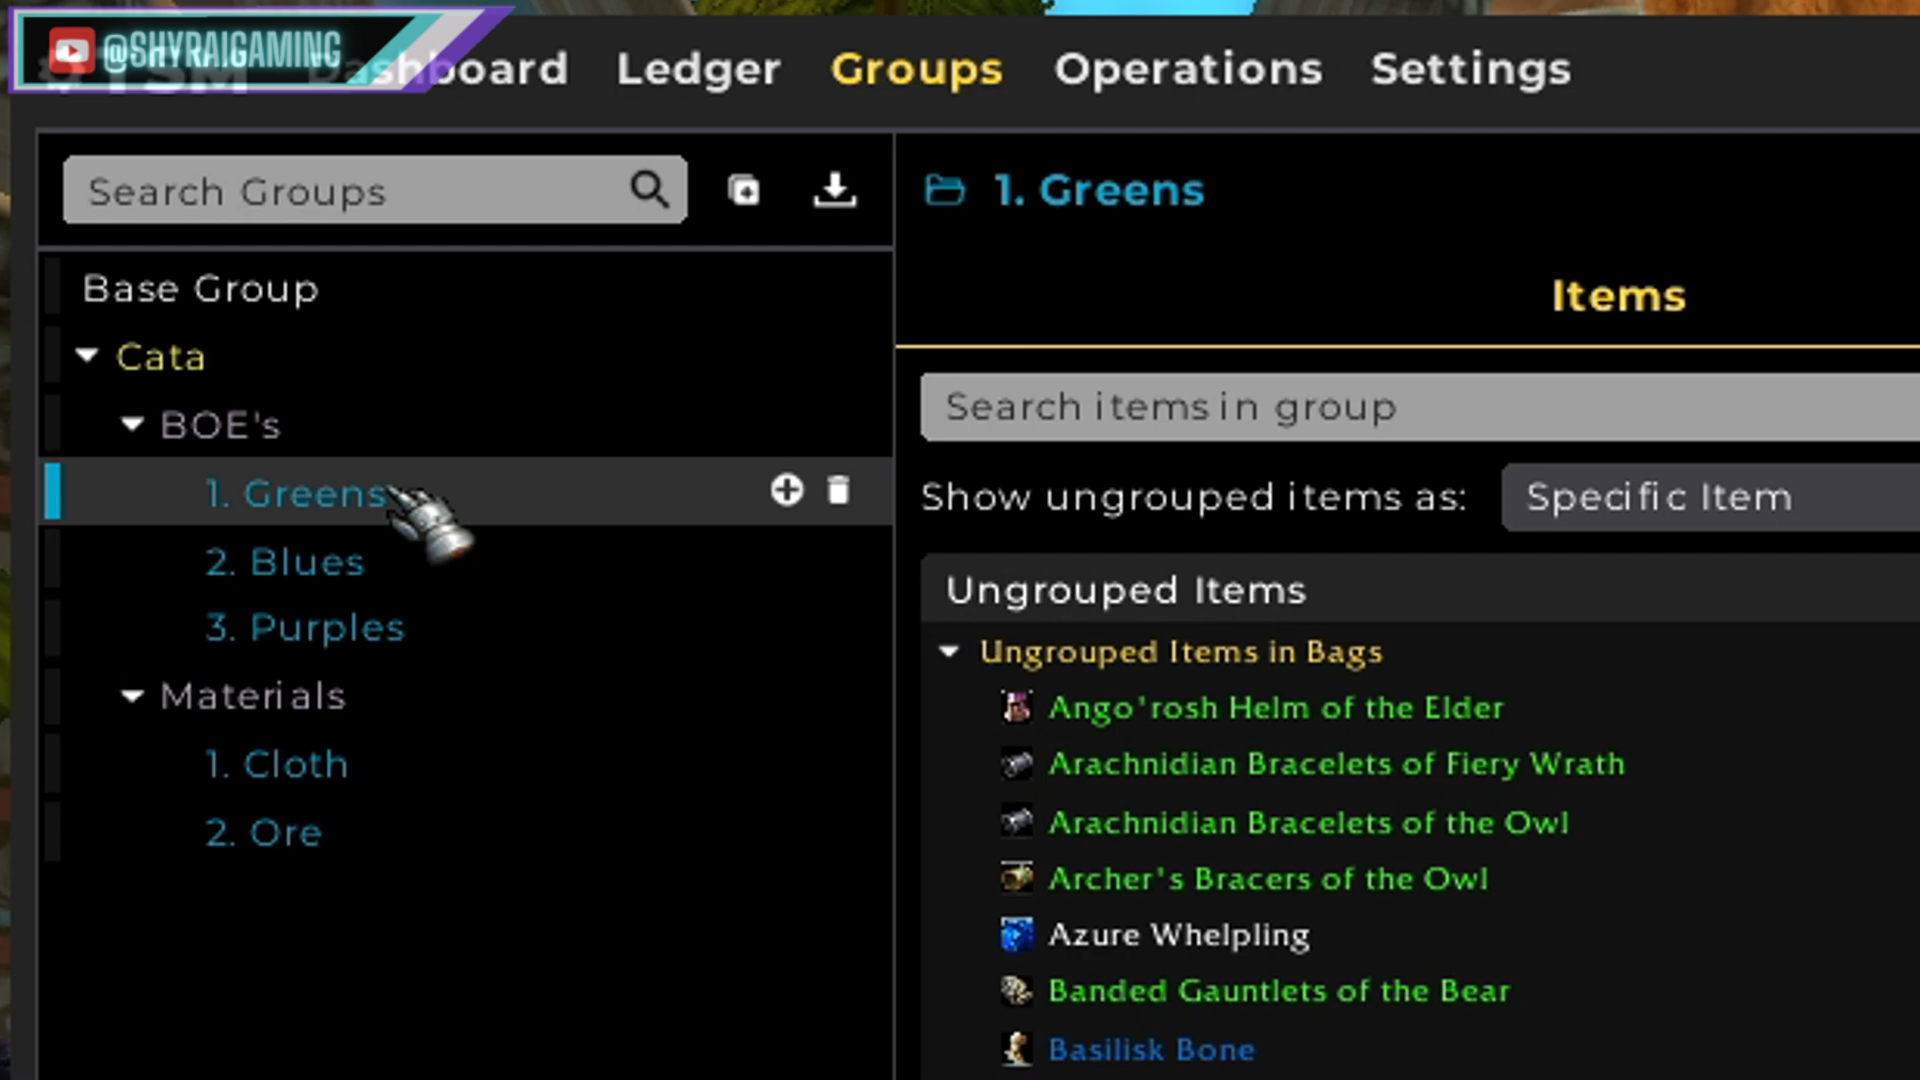 @SHYRAIGAMING
TSM Dashboard Ledger Groups Operations Settings
Search Groups
1. Greens
Base Group
Items
Cata
Search items in group
BOE's
1. Greens
Show ungrouped items as: Specific Item
2. Blues
Ungrouped Items
3. Purples
Ungrouped Items in Bags
Materials
Ango'rosh Helm of the Elder
1. Cloth
Arachnidian Bracelets of Fiery Wrath
2. Ore
Arachnidian Bracelets of the Owl
Archer's Bracers of the Owl
Azure Whelpling
Banded Gauntlets of the Bear
Basilisk Bone